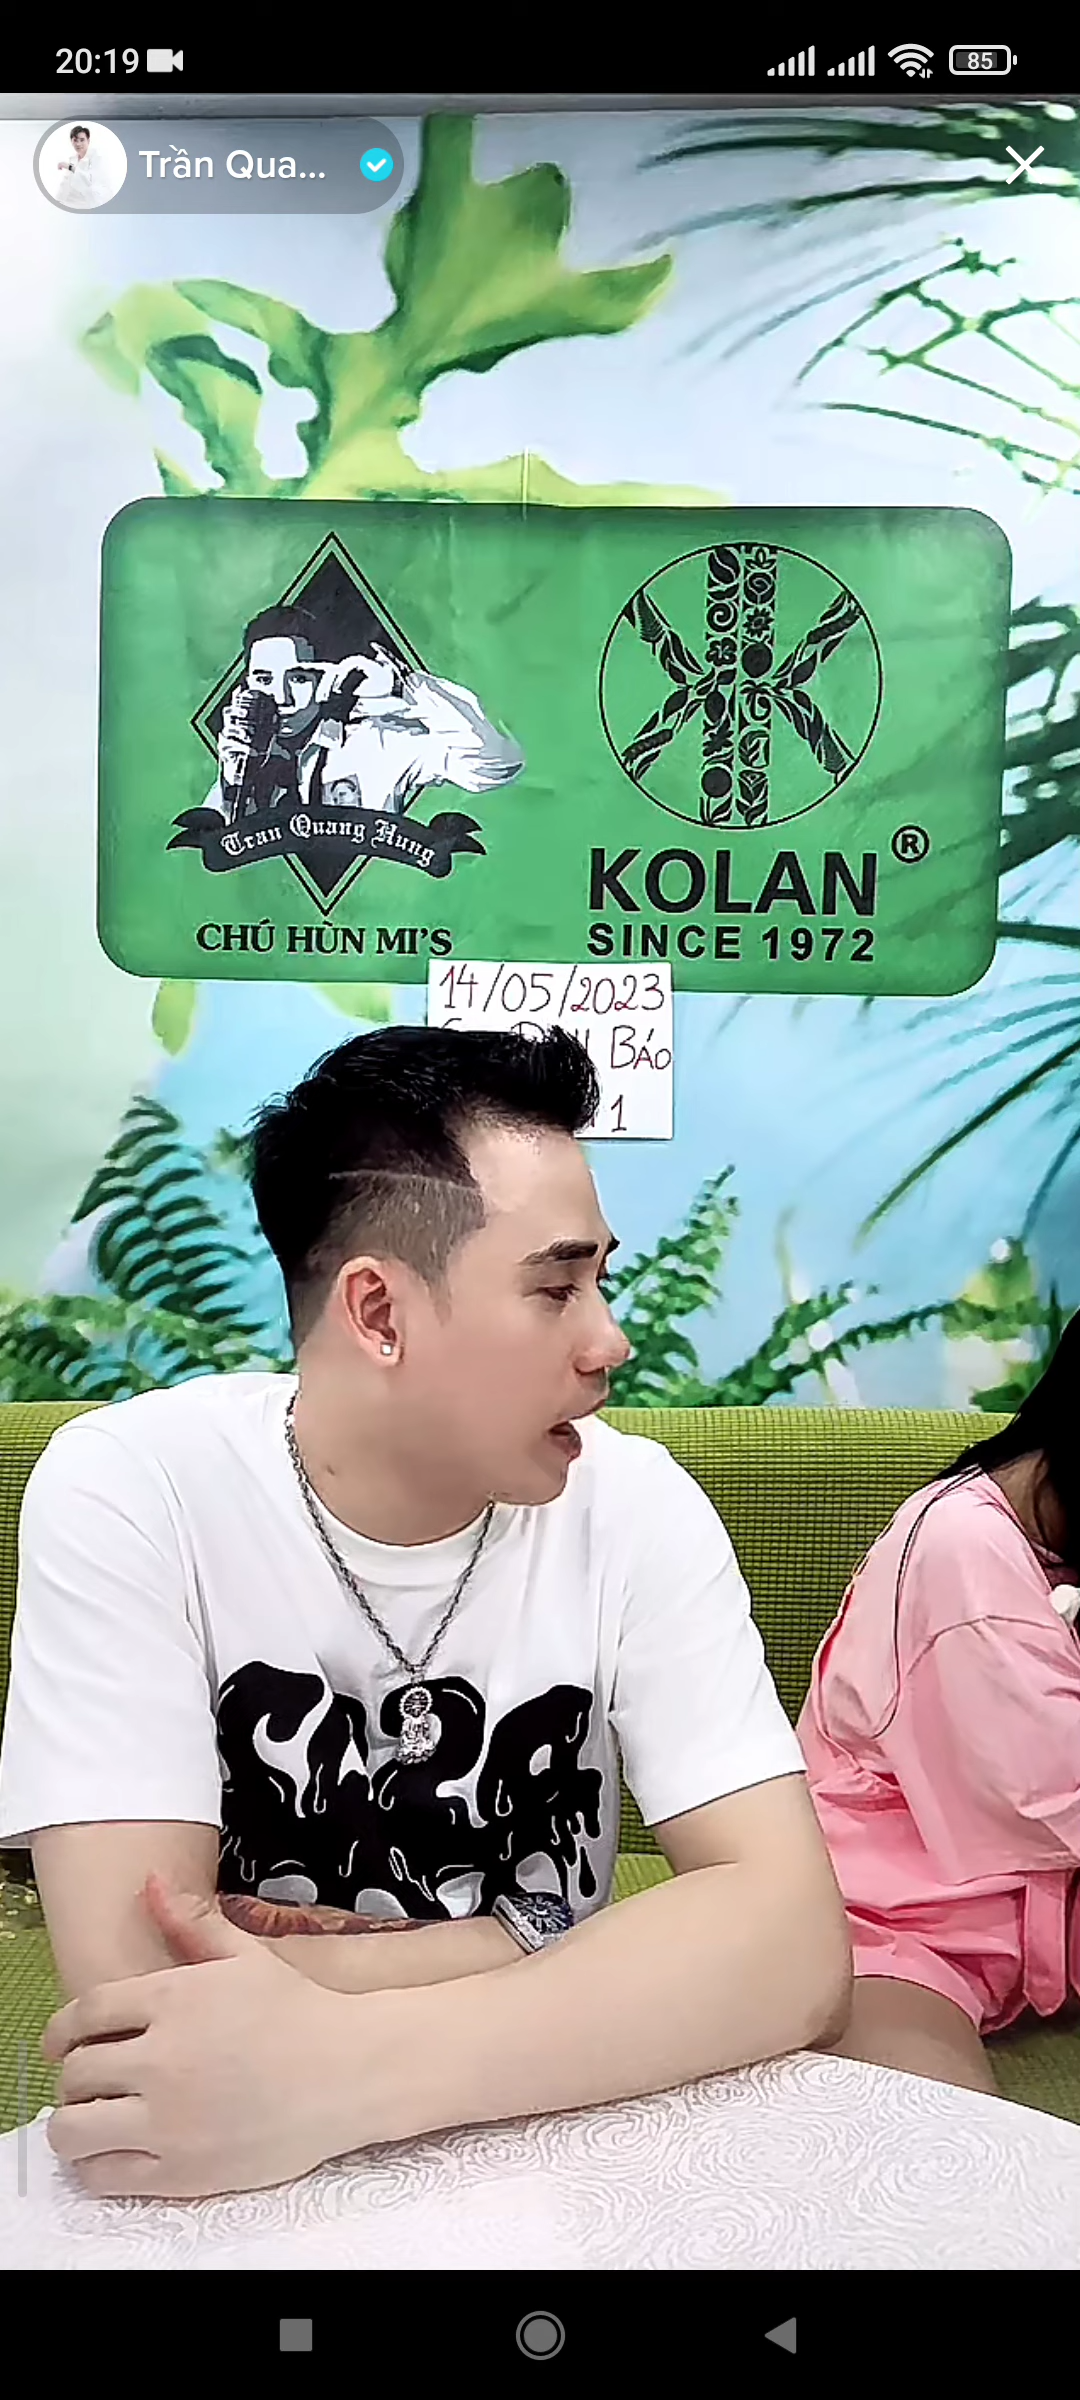 20:19
85
Trần Qua...
Tran Quang Hung
CHÚ HÙN MI'S
KOLAN ®
SINCE 1972
14/05/2023
BÁO
1